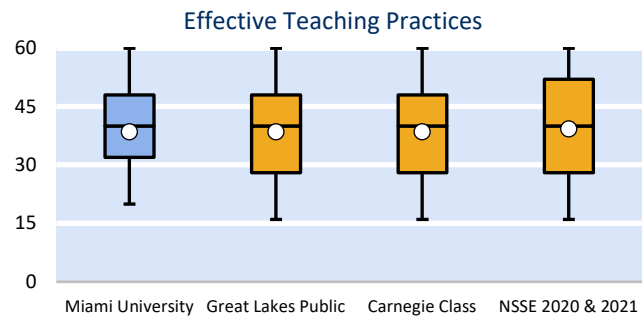 Effective Teaching Practices
60
45
30
15
0
Miami University Great Lakes Public Carnegie Class NSSE 2020 & 2021